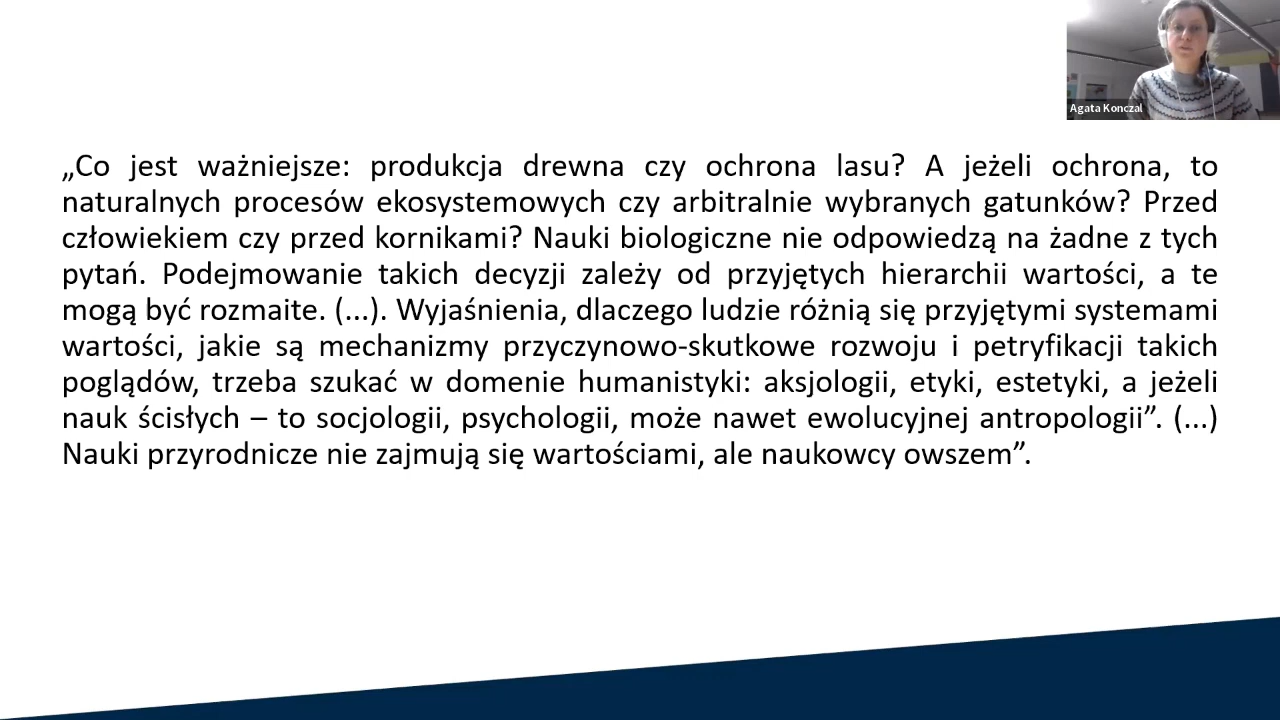 Agata Konczal
„Co jest ważniejsze: produkcja drewna czy ochrona lasu? A jeżeli ochrona, to
naturalnych procesów ekosystemowych czy arbitralnie wybranych gatunków? Przed
człowiekiem czy przed kornikami? Nauki biologiczne nie odpowiedzą na żadne z tych
pytań. Podejmowanie takich decyzji zależy od przyjętych hierarchii wartości, a te
mogą być rozmaite. (...). Wyjaśnienia, dlaczego ludzie różnią się przyjętymi systemami
wartości, jakie są mechanizmy przyczynowo-skutkowe rozwoju i petryfikacji takich
poglądów, trzeba szukać w domenie humanistyki: aksjologii, etyki, estetyki, a jeżeli
nauk ścisłych – to socjologii, psychologii, może nawet ewolucyjnej antropologii”. (...)
Nauki przyrodnicze nie zajmują się wartościami, ale naukowcy owszem”.